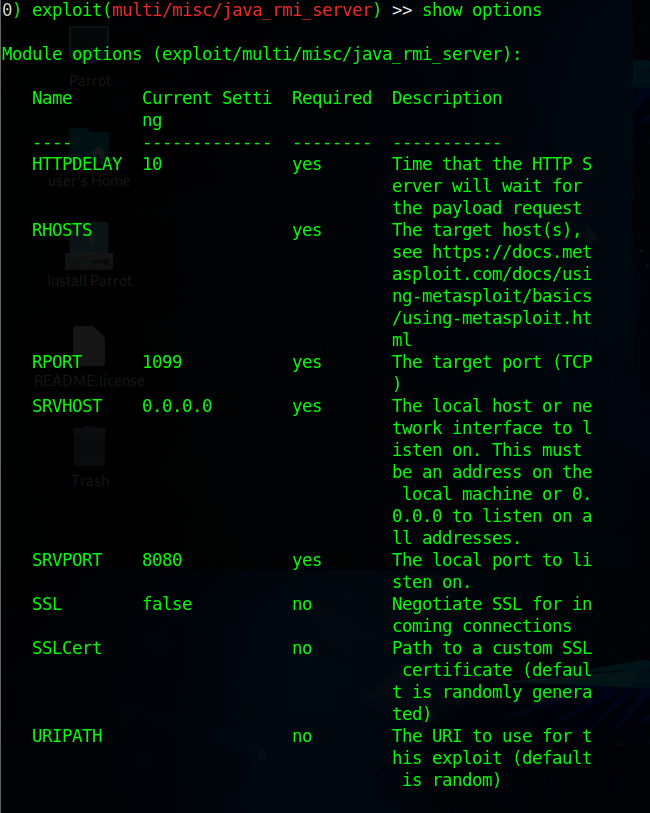 0) exploit(multi/misc/java_rmi_server) >> show options
Module options (exploit/multi/misc/java_rmi_server):
Name Current Setti Required Description
ng
---- ------------- -------- -----------
HTTPDELAY 10 yes Time that the HTTP S
erver will wait for
the payload request
RHOSTS yes The target host(s),
see https://docs.met
asploit.com/docs/usi
ng-metasploit/basics
/using-metasploit.ht
ml
RPORT 1099 yes The target port (TCP
)
SRVHOST 0.0.0.0 yes The local host or ne
twork interface to l
isten on. This must
be an address on the
local machine or 0.
0.0.0 to listen on a
ll addresses.
SRVPORT 8080 yes The local port to li
sten on.
SSL false no Negotiate SSL for in
coming connections
SSLCert no Path to a custom SSL
certificate (defaul
t is randomly genera
ted)
URIPATH no The URI to use for t
his exploit (default
is random)
Parrot
user's Home
Install Parrot
README.license
Trash